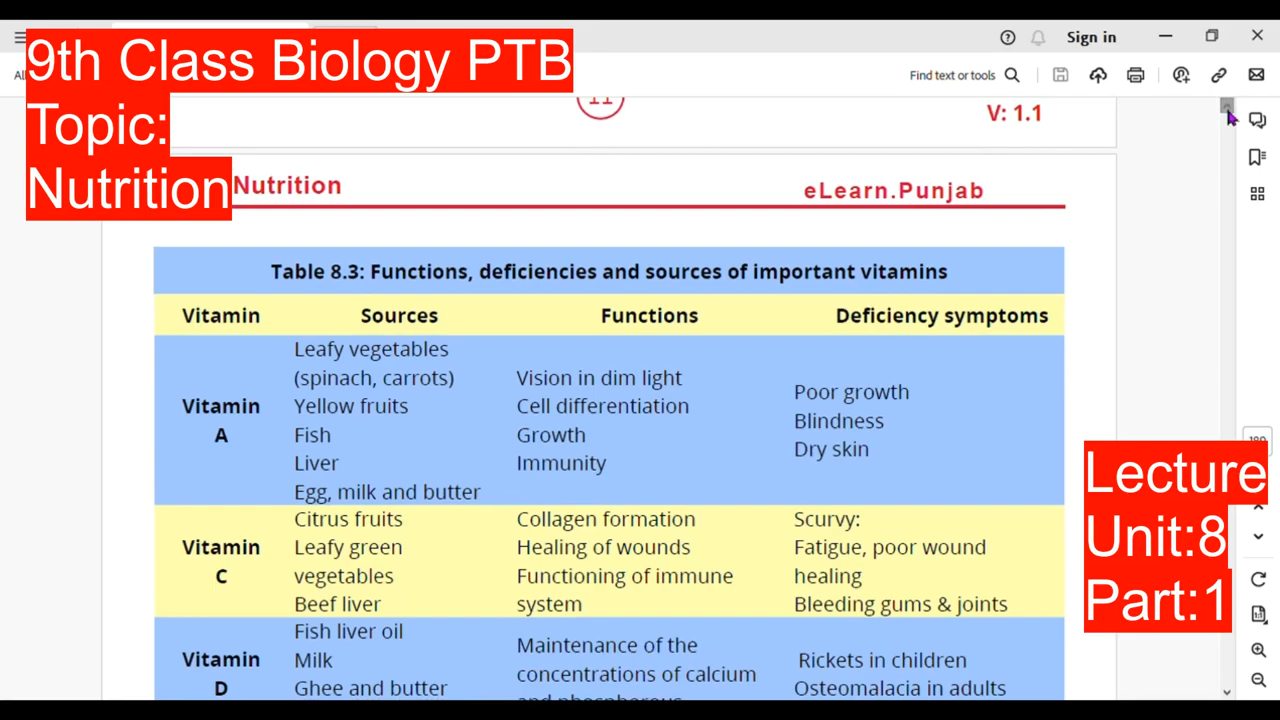 9th Class Biology PTB
Topic:
Nutrition
Sign in
Find text or tools
11
V: 1.1
Nutrition
eLearn.Punjab
Table 8.3: Functions, deficiencies and sources of important vitamins
Vitamin Sources Functions Deficiency symptoms
Vitamin
A
Leafy vegetables
(spinach, carrots)
Yellow fruits
Fish
Liver
Egg, milk and butter
Vision in dim light
Cell differentiation
Growth
Immunity
Poor growth
Blindness
Dry skin
Vitamin
C
Citrus fruits
Leafy green
vegetables
Beef liver
Collagen formation
Healing of wounds
Functioning of immune
system
Scurvy:
Fatigue, poor wound
healing
Bleeding gums & joints
Vitamin
D
Fish liver oil
Milk
Ghee and butter
Maintenance of the
concentrations of calcium
and phosphorous
Rickets in children
Osteomalacia in adults
Lecture
Unit:8
Part:1